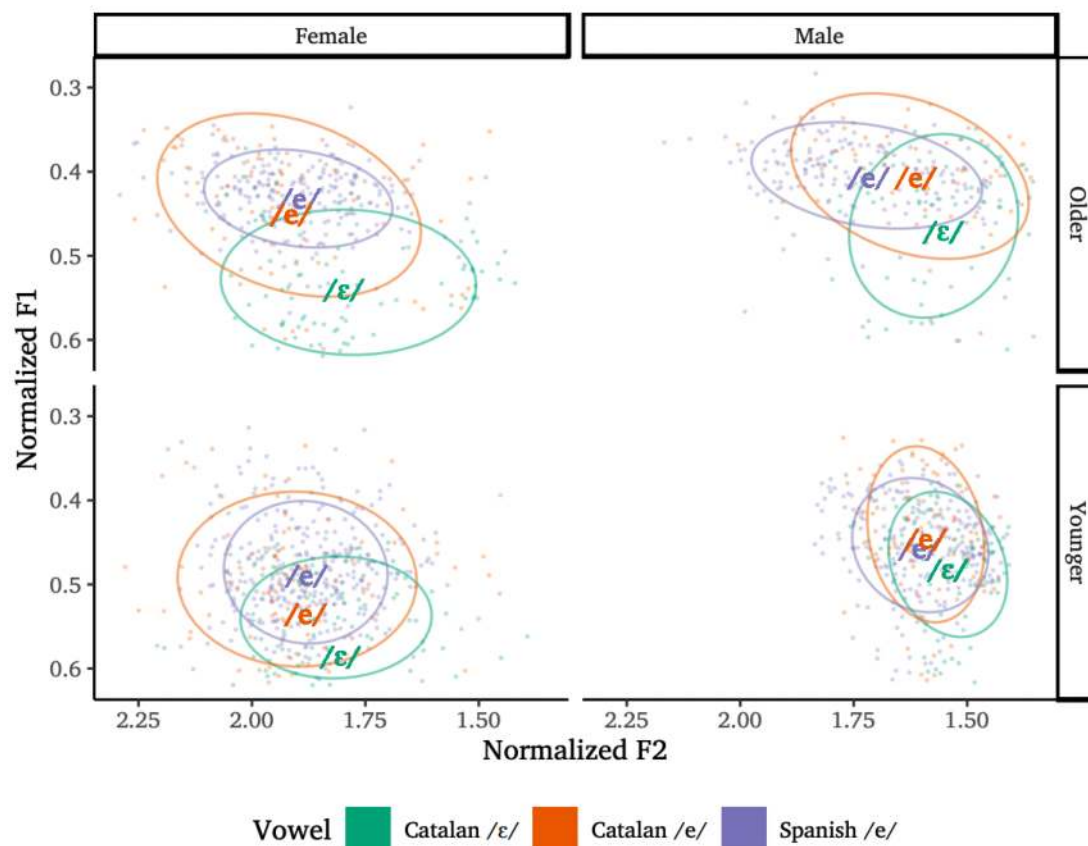 Female Male
Older
Younger
Normalized F1
0.3
0.4
0.5
0.6
/e/
/e/
/ɛ/
/e/ /e/
/ɛ/
0.3
0.4
0.5
0.6
/e/
/e/
/ɛ/
/e/
/e/
/ɛ/
2.25 2.00 1.75 1.50 2.25 2.00 1.75 1.50
Normalized F2
Vowel Catalan /ɛ/ Catalan /e/ Spanish /e/